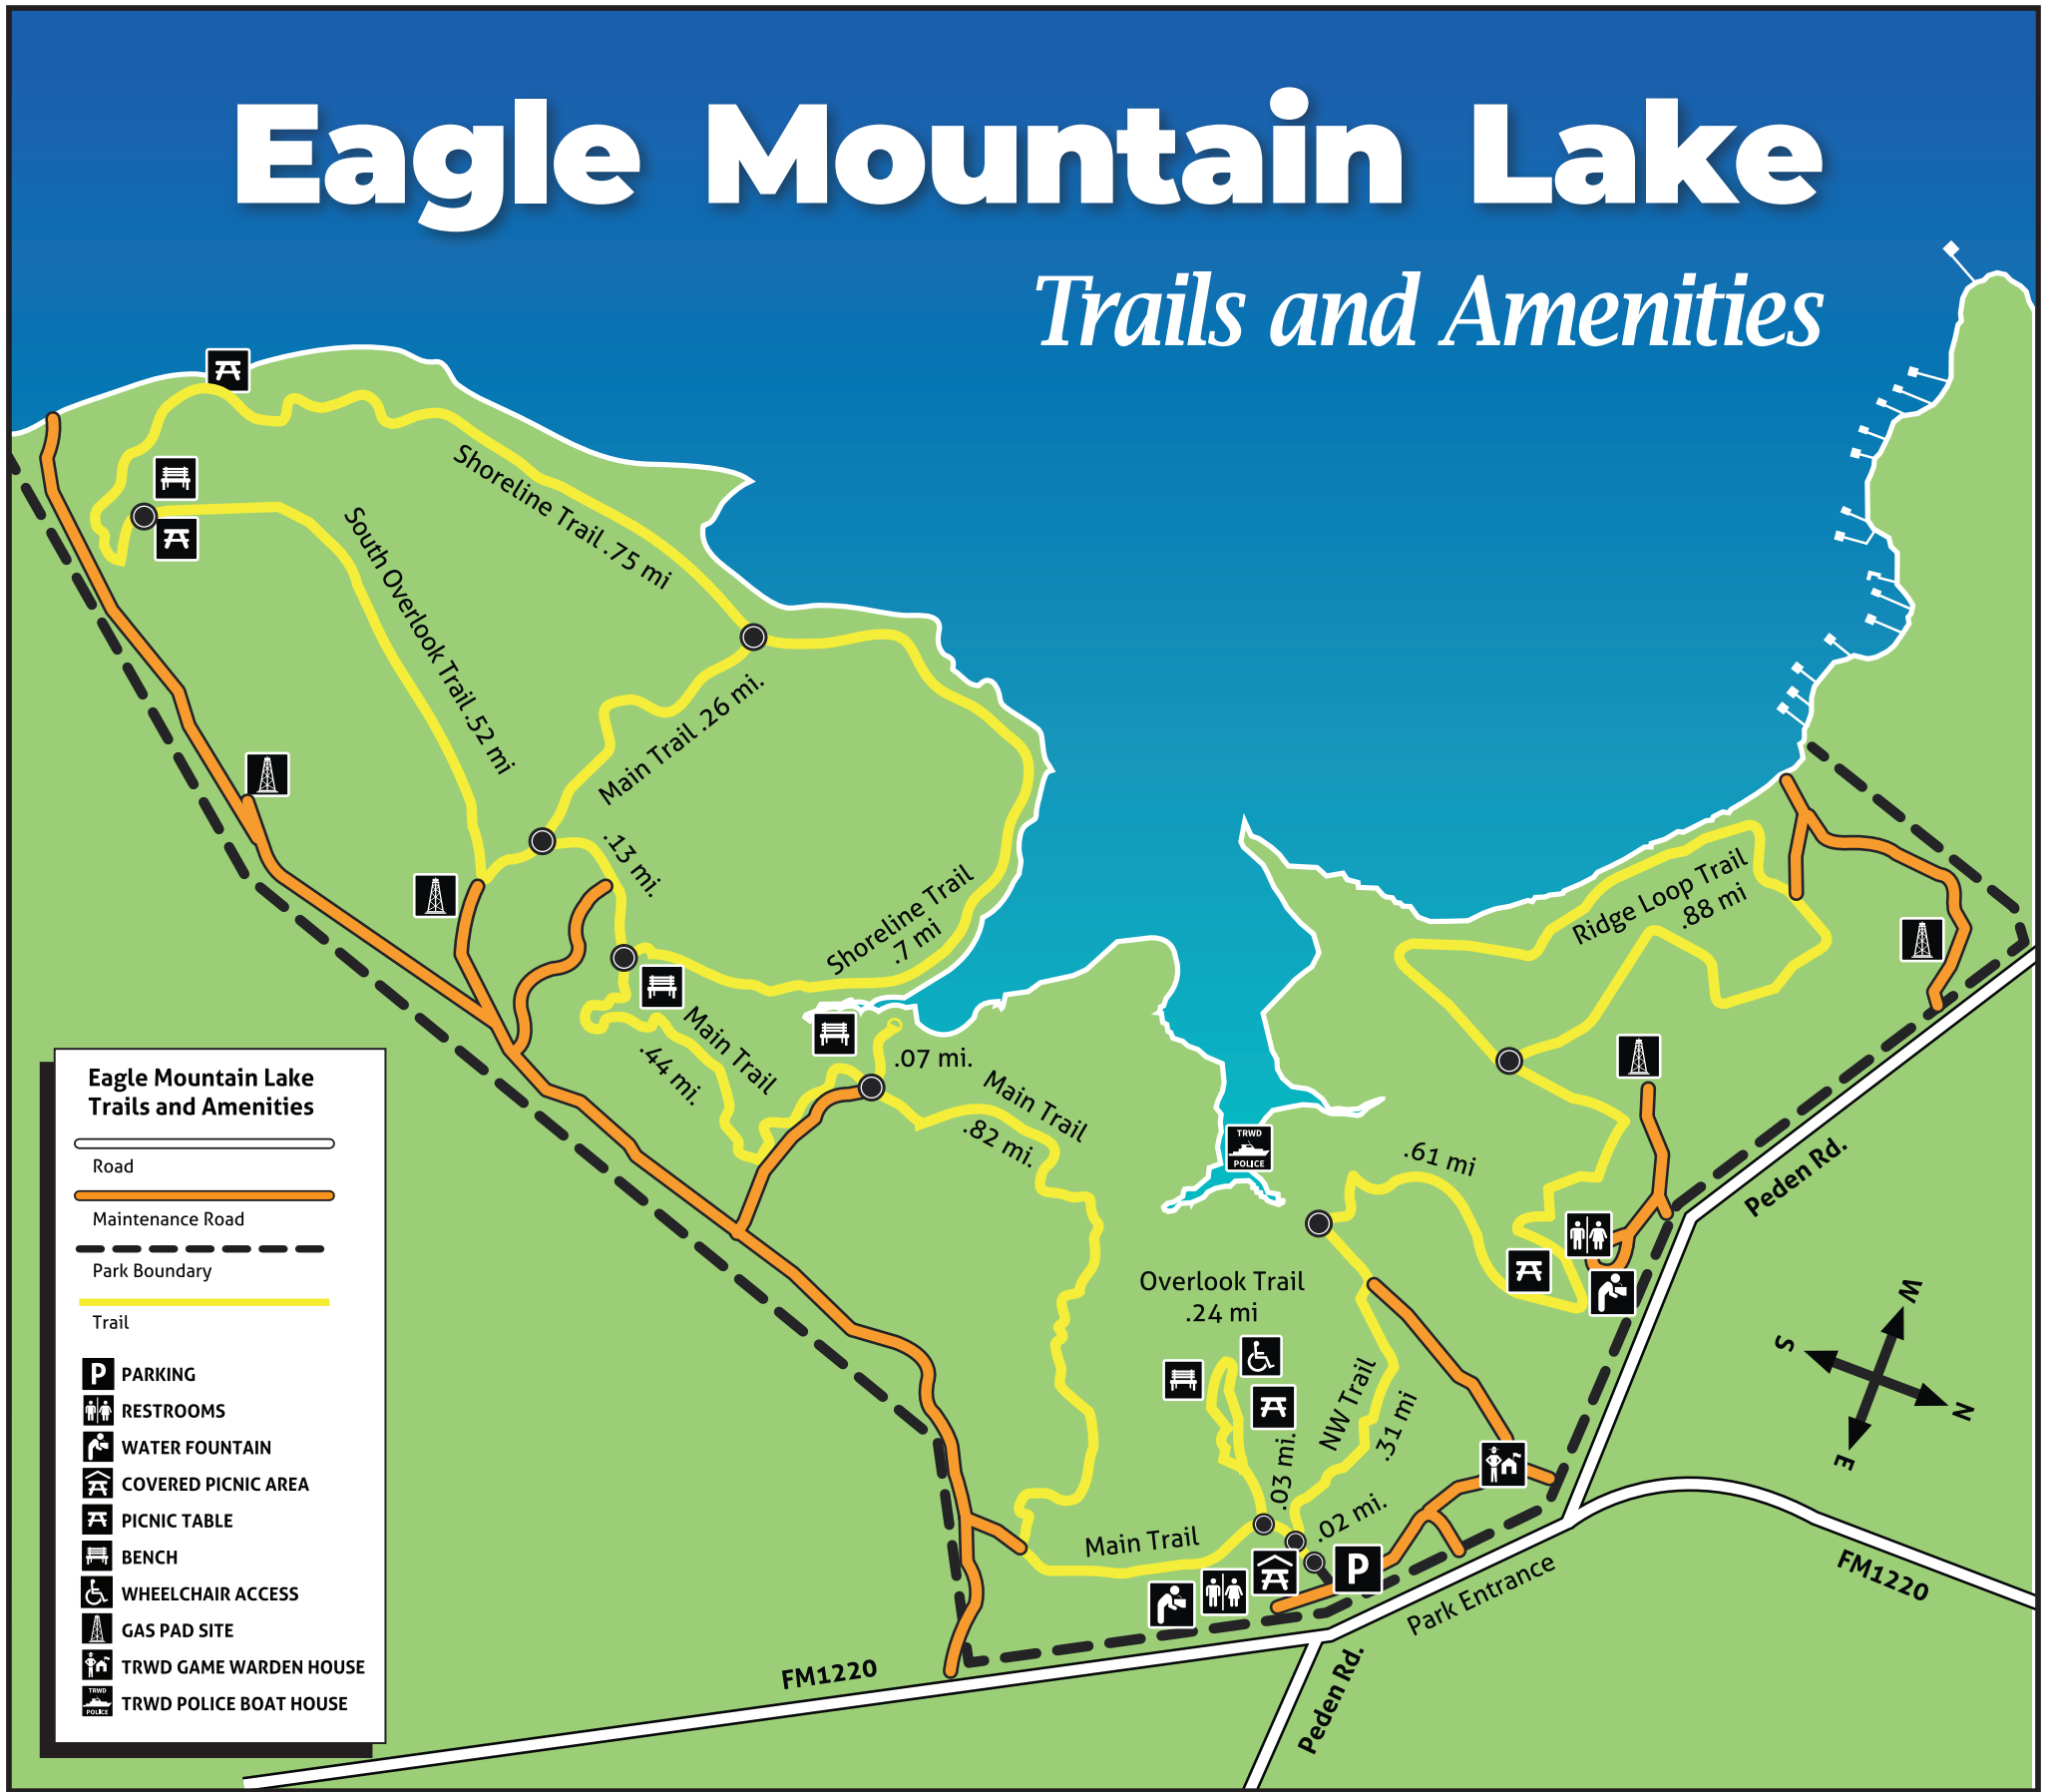 Eagle Mountain Lake
Trails and Amenities
Shoreline Trail .75 mi
South Overlook Trail .52 mi
Main Trail .26 mi.
.13 mi.
Shoreline Trail
.7 mi
Ridge Loop Trail
.88 mi
Main Trail
.44 mi.
.07 mi.
Main Trail
.82 mi.
TRWD
POLICE
.61 mi
Peden Rd.
Overlook Trail
.24 mi
W
S
N
E
NW Trail
.31 mi
.03 mi.
.02 mi.
Main Trail
P
Park Entrance
FM1220
FM1220
Peden Rd.
Eagle Mountain Lake
Trails and Amenities
Road
Maintenance Road
Park Boundary
Trail
P PARKING
RESTROOMS
WATER FOUNTAIN
COVERED PICNIC AREA
PICNIC TABLE
BENCH
WHEELCHAIR ACCESS
GAS PAD SITE
TRWD GAME WARDEN HOUSE
TRWD
POLICE
TRWD POLICE BOAT HOUSE